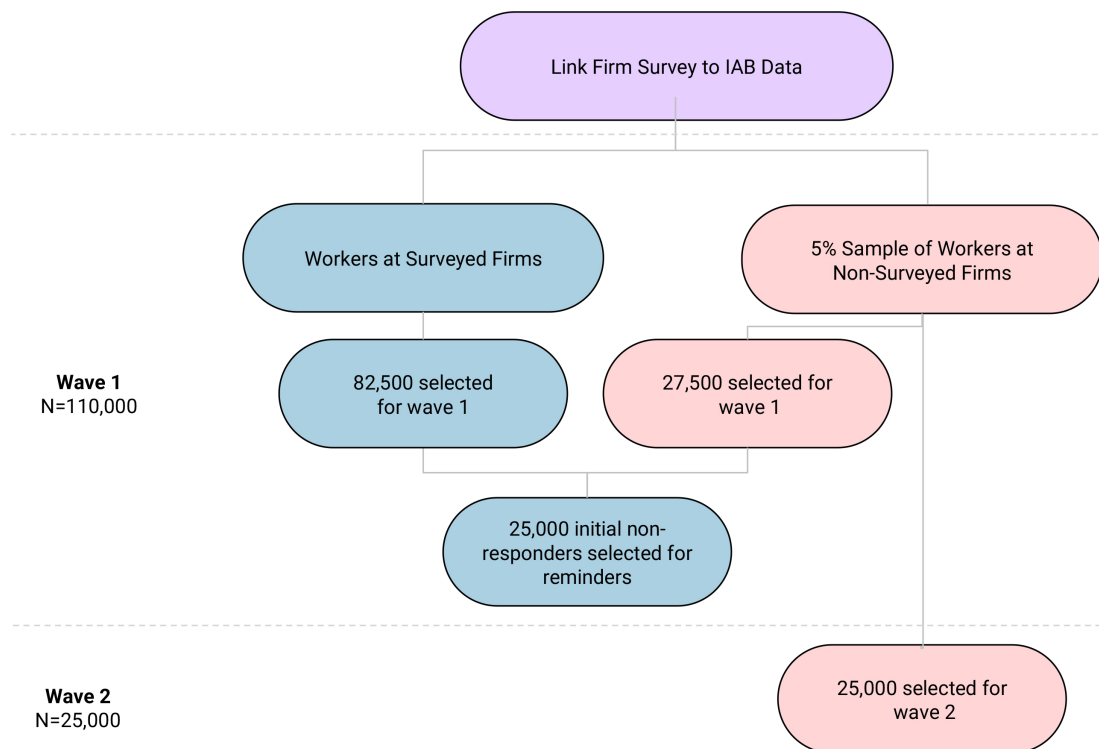 Link Firm Survey to IAB Data
Workers at Surveyed Firms
5% Sample of Workers at
Non-Surveyed Firms
Wave 1
N=110,000
82,500 selected
for wave 1
27,500 selected for
wave 1
25,000 initial non-
responders selected for
reminders
Wave 2
N=25,000
25,000 selected for
wave 2